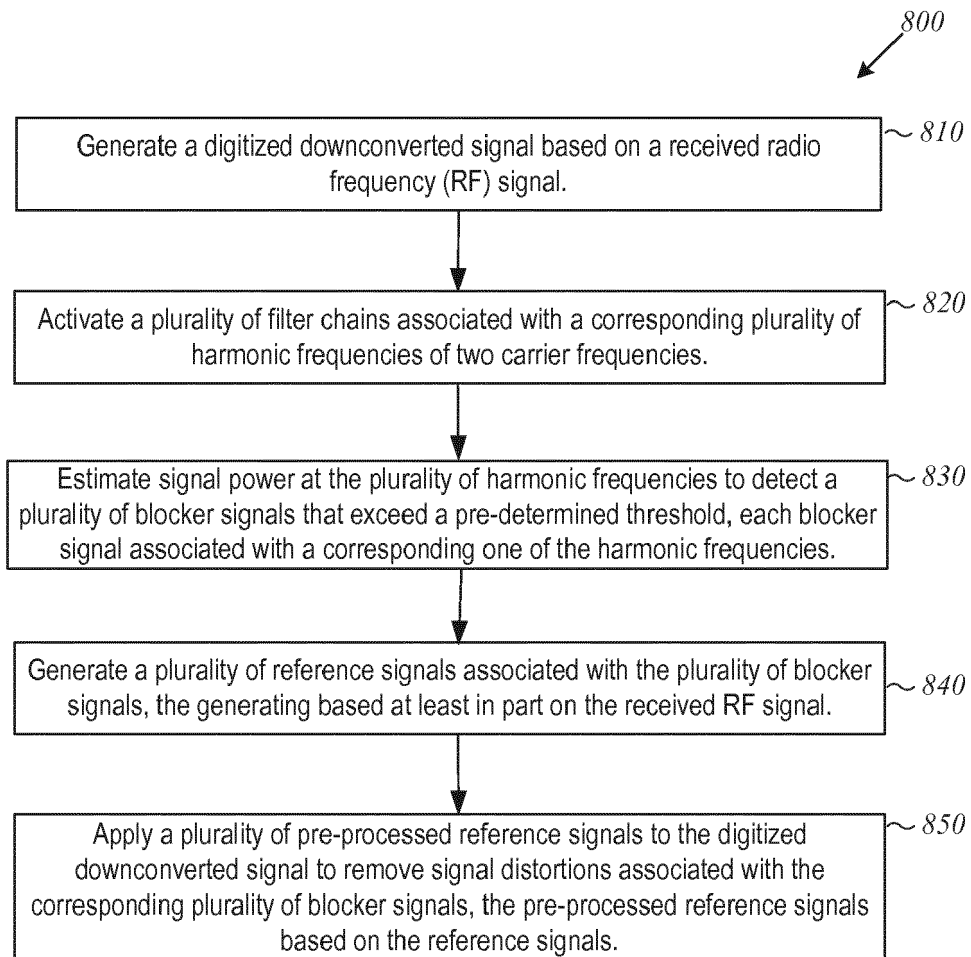 800
Generate a digitized downconverted signal based on a received radio
frequency (RF) signal.
810
Activate a plurality of filter chains associated with a corresponding plurality of
harmonic frequencies of two carrier frequencies.
820
Estimate signal power at the plurality of harmonic frequencies to detect a
plurality of blocker signals that exceed a pre-determined threshold, each blocker
signal associated with a corresponding one of the harmonic frequencies.
830
Generate a plurality of reference signals associated with the plurality of blocker
signals, the generating based at least in part on the received RF signal.
840
Apply a plurality of pre-processed reference signals to the digitized
downconverted signal to remove signal distortions associated with the
corresponding plurality of blocker signals, the pre-processed reference signals
based on the reference signals.
850